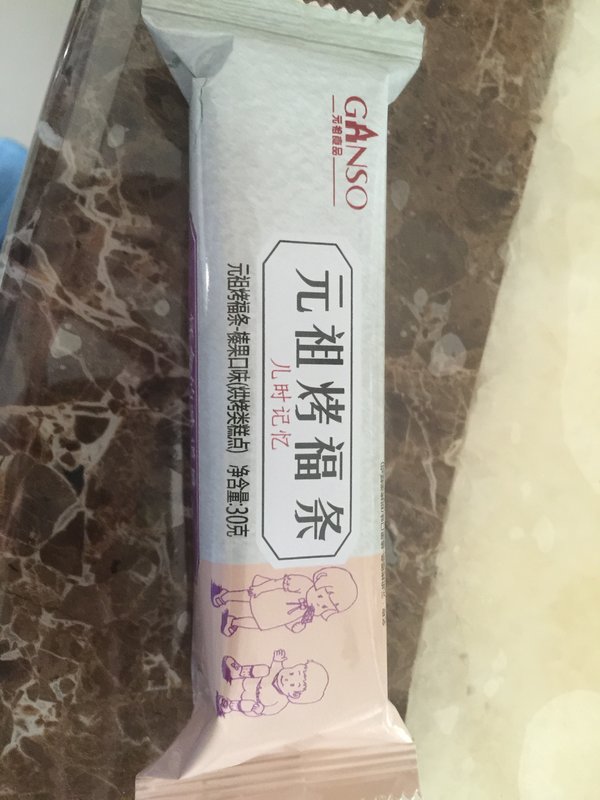 GANSO
元祖食品
元祖烤福条
儿时记忆
元祖烤福条-榛果口味(烘烤类糕点) 净含量:30克